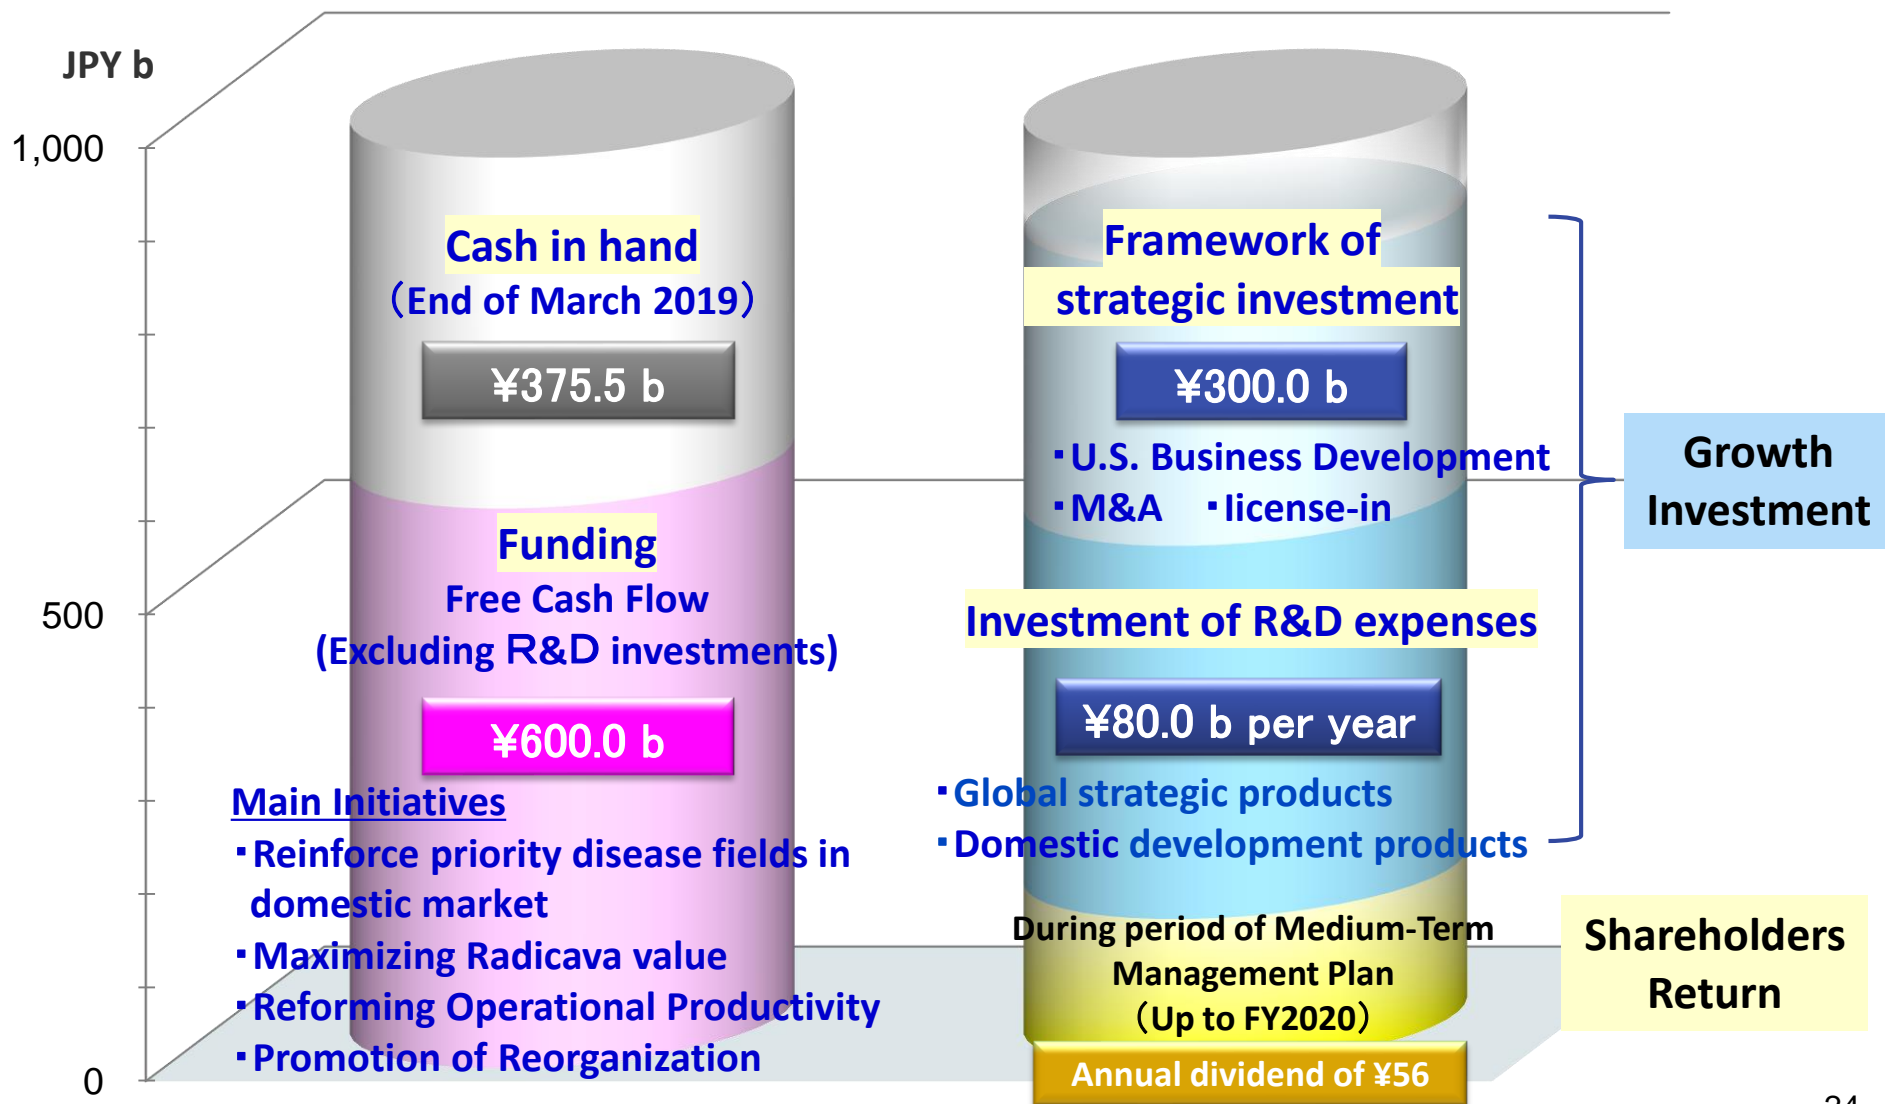 JPY b
1,000
500
0
Cash in hand
（End of March 2019）
¥375.5 b
Funding
Free Cash Flow
(Excluding R&D investments)
¥600.0 b
Main Initiatives
▪Reinforce priority disease fields in
domestic market
▪Maximizing Radicava value
▪Reforming Operational Productivity
▪Promotion of Reorganization
Framework of
strategic investment
¥300.0 b
▪U.S. Business Development
▪M&A ▪license-in
Investment of R&D expenses
¥80.0 b per year
▪Global strategic products
▪Domestic development products
During period of Medium-Term
Management Plan
（Up to FY2020）
Annual dividend of ¥56
Growth
Investment
Shareholders
Return